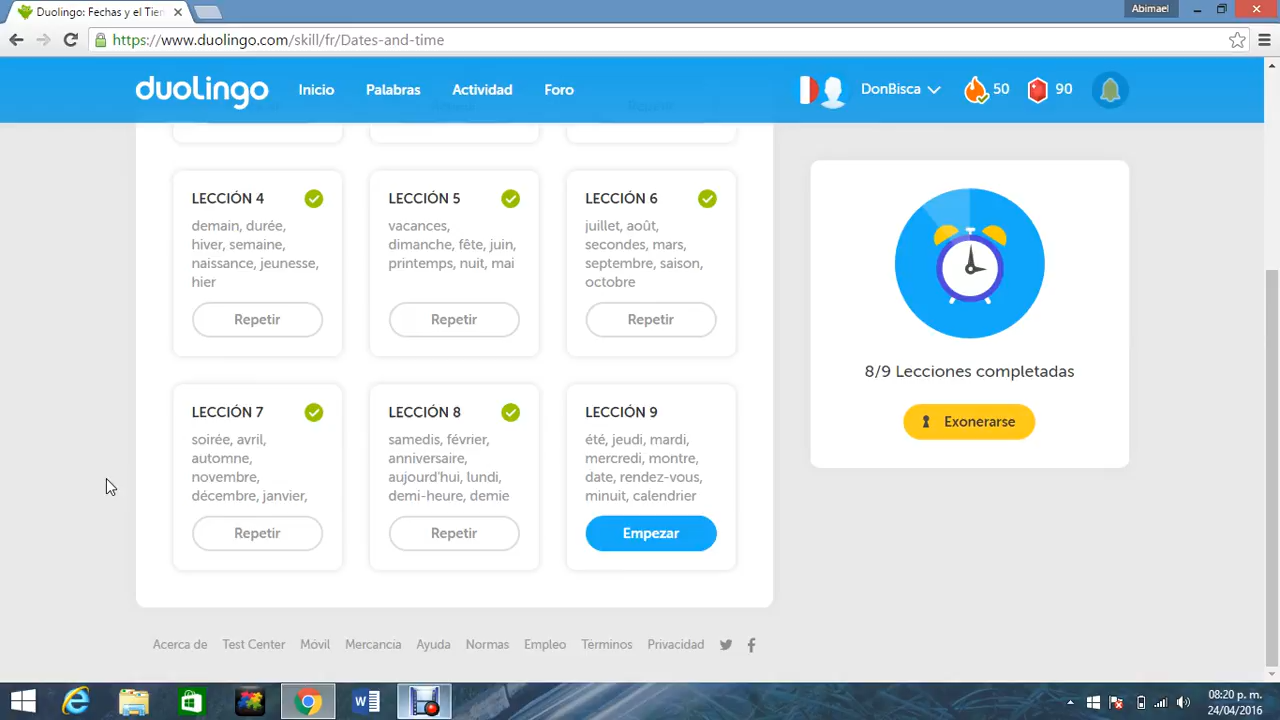 Duolingo: Fechas y el Tien
Abimael
https://www.duolingo.com/skill/fr/Dates-and-time
duolingo
Inicio
Palabras
Actividad
Foro
DonBisca
50
90
LECCIÓN 4
demain, durée,
hiver, semaine,
naissance, jeunesse,
hier
Repetir
LECCIÓN 5
vacances,
dimanche, fête, juin,
printemps, nuit, mai
Repetir
LECCIÓN 6
juillet, août,
secondes, mars,
septembre, saison,
octobre
Repetir
LECCIÓN 7
soirée, avril,
automne,
novembre,
décembre, janvier,
Repetir
LECCIÓN 8
samedis, février,
anniversaire,
aujourd'hui, lundi,
demi-heure, demie
Repetir
LECCIÓN 9
été, jeudi, mardi,
mercredi, montre,
date, rendez-vous,
minuit, calendrier
Empezar
8/9 Lecciones completadas
Exonerarse
Acerca de
Test Center
Móvil
Mercancía
Ayuda
Normas
Empleo
Términos
Privacidad
08:20 p. m.
24/04/2016